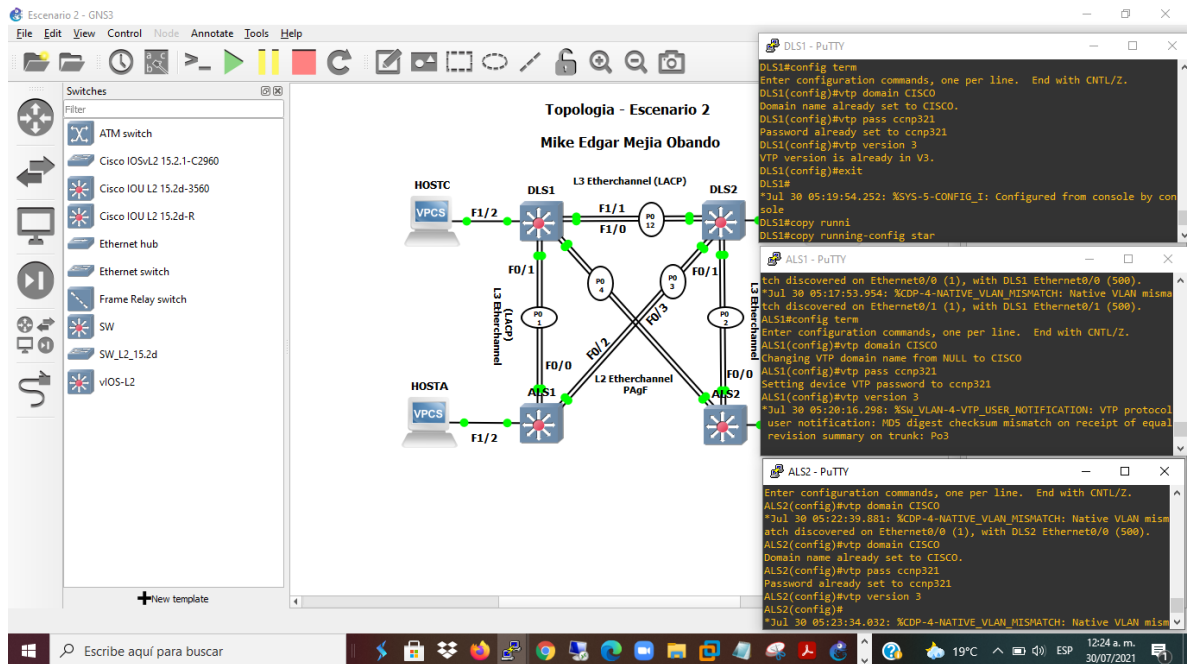 Escenario 2 - GNS3
File Edit View Control Node Annotate Tools Help
Switches
Filter
ATM switch
Cisco IOSvL2 15.2.1-C2960
Cisco IOU L2 15.2d-3560
Cisco IOU L2 15.2d-R
Ethernet hub
Ethernet switch
Frame Relay switch
SW
SW_L2_15.2d
vIOS-L2
New template
Topologia - Escenario 2
Mike Edgar Mejia Obando
HOSTC
VPCS
F1/2
DLS1
L3 Etherchannel (LACP)
F1/1
F1/0
PO
12
DLS2
F0/1
PO
4
PO
3
F0/1
L3 Etherchannel
(LACP)
PO
1
F0/3
PO
2
L3 Etherchannel
F0/2
F0/0
L2 Etherchannel
PAgF
F0/0
HOSTA
VPCS
F1/2
ALS1
ALS2
DLS1 - PuTTY
DLS1#config term
Enter configuration commands, one per line.  End with CNTL/Z.
DLS1(config)#vtp domain CISCO
Domain name already set to CISCO.
DLS1(config)#vtp pass ccnp321
Password already set to ccnp321
DLS1(config)#vtp version 3
VTP version is already in V3.
DLS1(config)#exit
DLS1#
*Jul 30 05:19:54.252: %SYS-5-CONFIG_I: Configured from console by con
sole
DLS1#copy runni
DLS1#copy running-config star
ALS1 - PuTTY
tch discovered on Ethernet0/0 (1), with DLS1 Ethernet0/0 (500).
*Jul 30 05:17:53.954: %CDP-4-NATIVE_VLAN_MISMATCH: Native VLAN misma
tch discovered on Ethernet0/1 (1), with DLS1 Ethernet0/1 (500).
ALS1#config term
Enter configuration commands, one per line.  End with CNTL/Z.
ALS1(config)#vtp domain CISCO
Changing VTP domain name from NULL to CISCO
ALS1(config)#vtp pass ccnp321
Setting device VTP password to ccnp321
ALS1(config)#vtp version 3
*Jul 30 05:20:16.298: %SW_VLAN-4-VTP_USER_NOTIFICATION: VTP protocol
user notification: MD5 digest checksum mismatch on receipt of equal
revision summary on trunk: Po3
ALS2 - PuTTY
Enter configuration commands, one per line.  End with CNTL/Z.
ALS2(config)#vtp domain CISCO
*Jul 30 05:22:39.881: %CDP-4-NATIVE_VLAN_MISMATCH: Native VLAN mism
atch discovered on Ethernet0/0 (1), with DLS2 Ethernet0/0 (500).
ALS2(config)#vtp domain CISCO
Domain name already set to CISCO.
ALS2(config)#vtp pass ccnp321
Password already set to ccnp321
ALS2(config)#vtp version 3
ALS2(config)#
*Jul 30 05:23:34.032: %CDP-4-NATIVE_VLAN_MISMATCH: Native VLAN mism
Escribe aquí para buscar
19°C
ESP
12:24 a. m.
30/07/2021